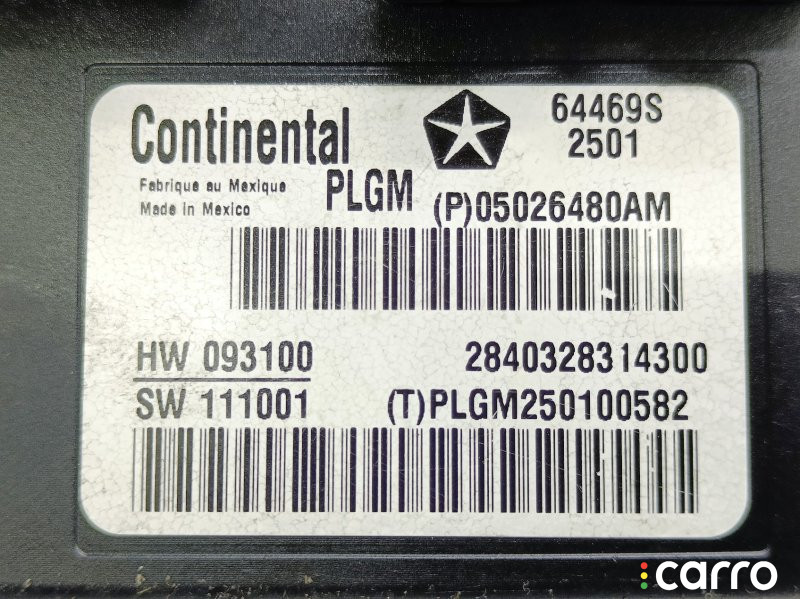 Continental
64469S
2501
Fabrique au Mexique
Made in Mexico
PLGM
(P)05026480AM
HW 093100
2840328314300
SW 111001
(T)PLGM250100582
carro